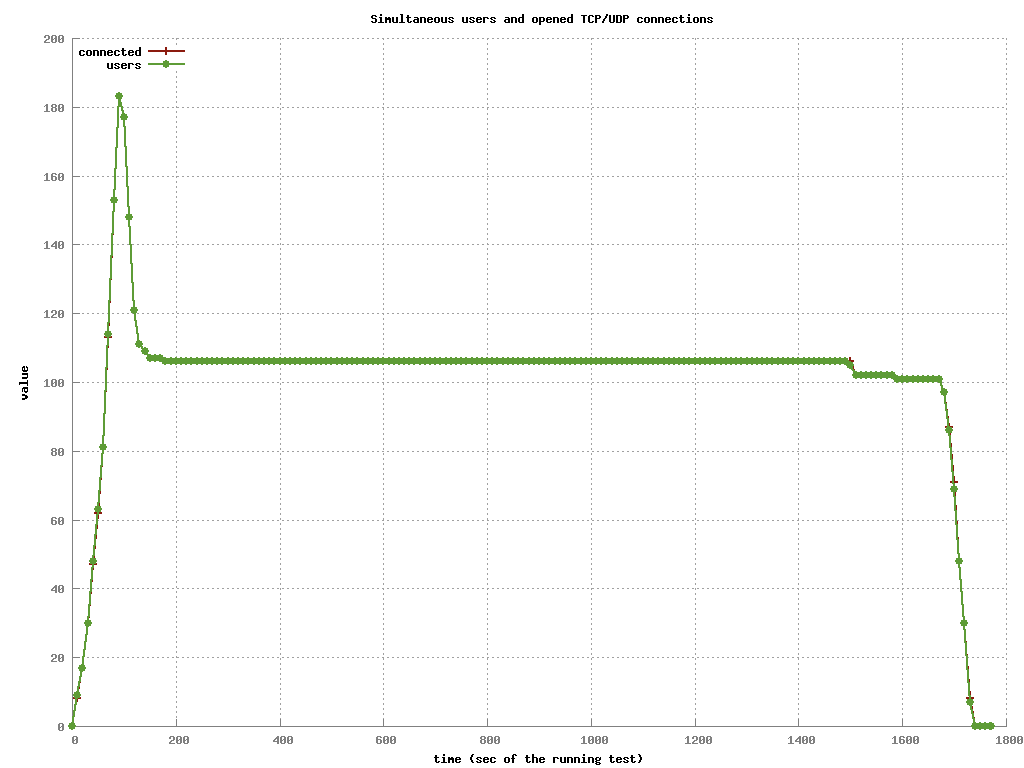 Simultaneous users and opened TCP/UDP connections
200
connected
users
180
160
140
120
100
80
60
40
20
0
value
0 200 400 600 800 1000 1200 1400 1600 1800
time (sec of the running test)